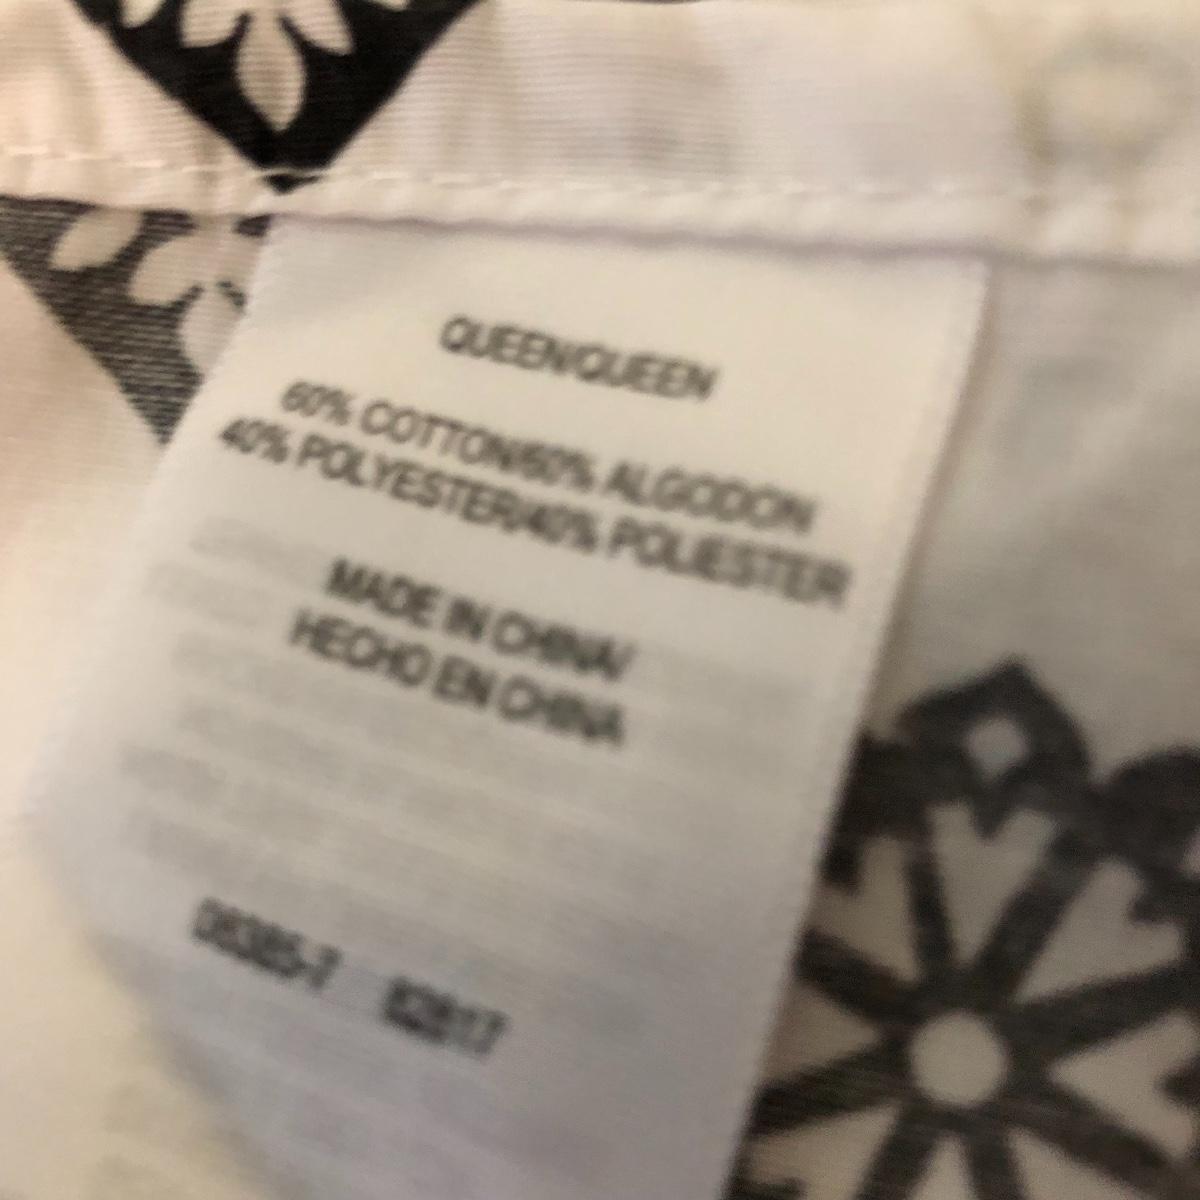 QUEEN/QUEEN
60% COTTON/60% ALGODON
40% POLYESTER/40% POLIESTER
MADE IN CHINA/
HECHO EN CHINA